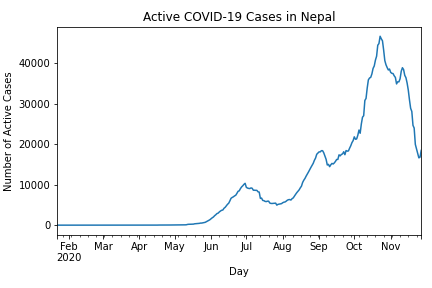 Active COVID-19 Cases in Nepal
Number of Active Cases
40000
30000
20000
10000
0
Feb Mar Apr May Jun Jul Aug Sep Oct Nov
2020
Day